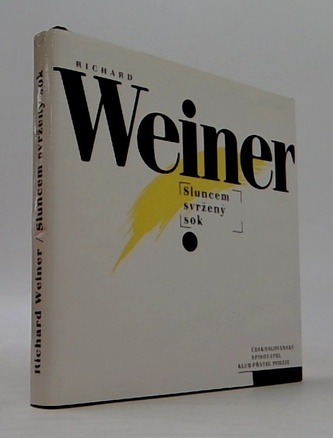 RICHARD
Weiner
Sluncem
svržený
sok
ČESKOSLOVENSKÝ
SPISOVATEL
KLUB PŘÁTEL POEZIE
Richard Weiner / Sluncem svržený sok